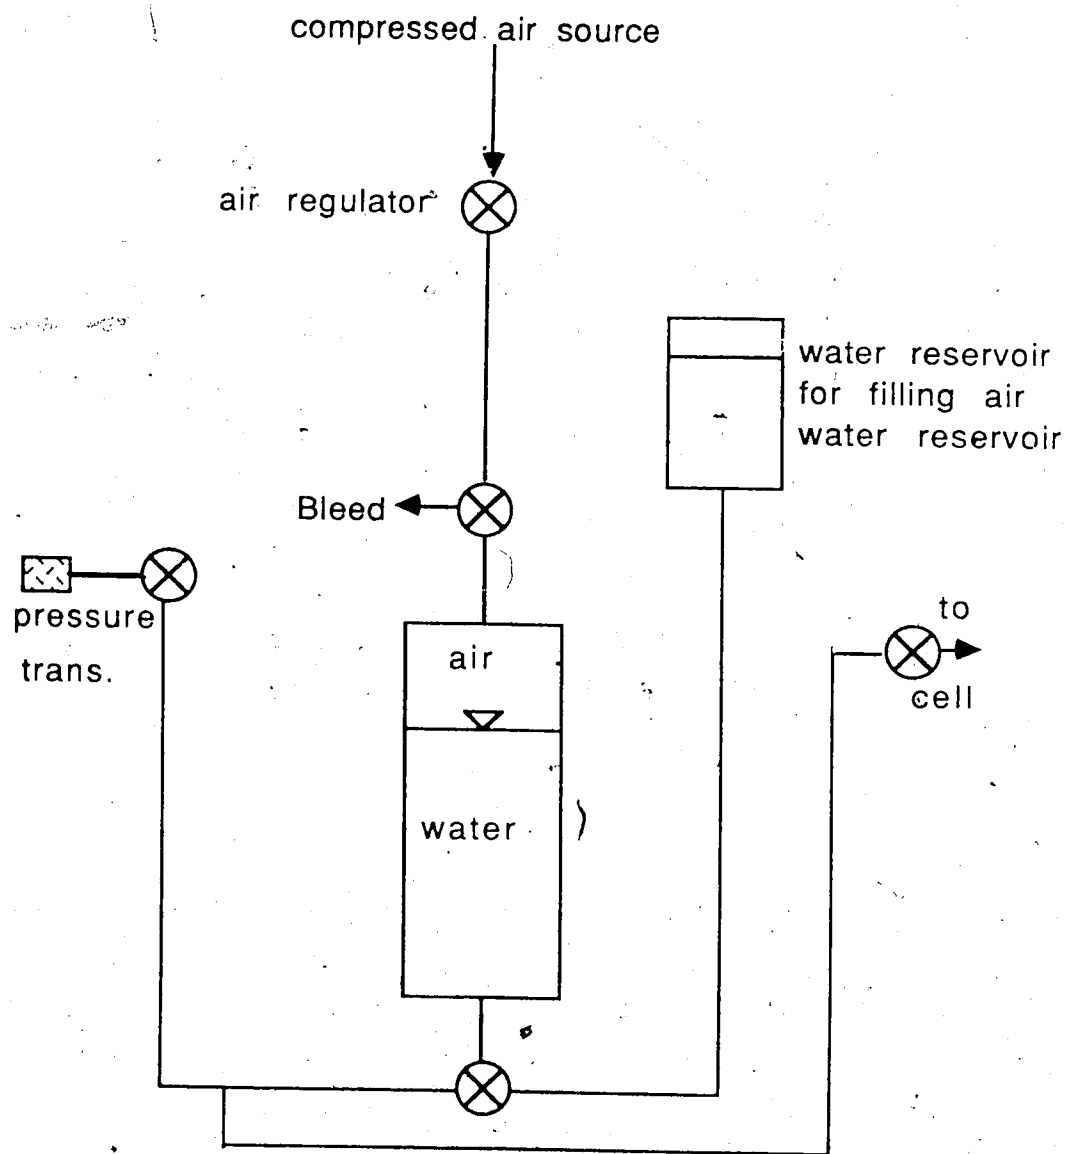 compressed air source
air regulator
water reservoir
for filling air
water reservoir
Bleed
pressure
trans.
air
to
cell
water